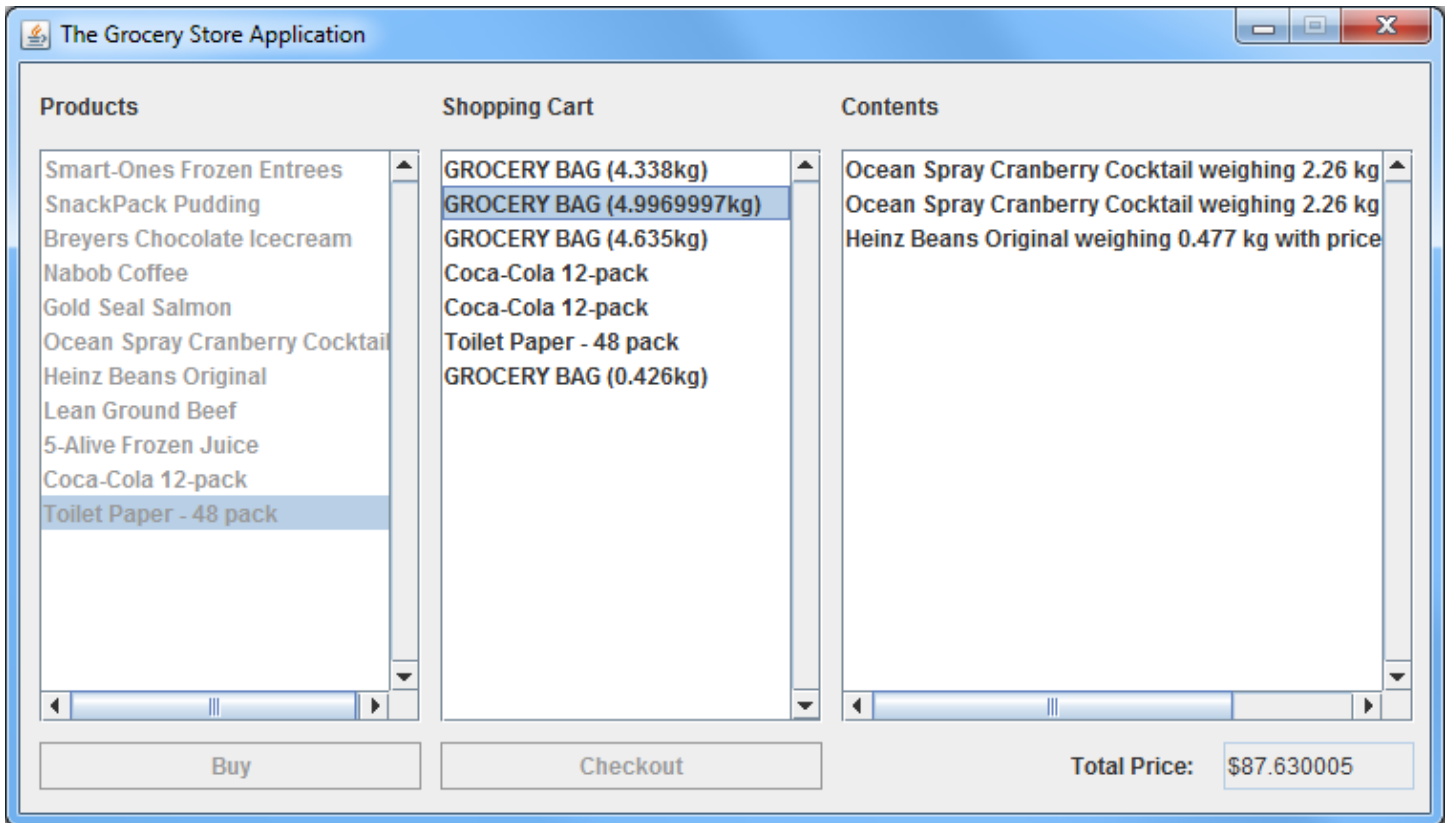 The Grocery Store Application
Products
Smart-Ones Frozen Entrees
SnackPack Pudding
Breyers Chocolate Icecream
Nabob Coffee
Gold Seal Salmon
Ocean Spray Cranberry Cocktail
Heinz Beans Original
Lean Ground Beef
5-Alive Frozen Juice
Coca-Cola 12-pack
Toilet Paper - 48 pack
Buy
Shopping Cart
GROCERY BAG (4.338kg)
GROCERY BAG (4.9969997kg)
GROCERY BAG (4.635kg)
Coca-Cola 12-pack
Coca-Cola 12-pack
Toilet Paper - 48 pack
GROCERY BAG (0.426kg)
Checkout
Contents
Ocean Spray Cranberry Cocktail weighing 2.26 kg
Ocean Spray Cranberry Cocktail weighing 2.26 kg
Heinz Beans Original weighing 0.477 kg with price
Total Price: $87.630005